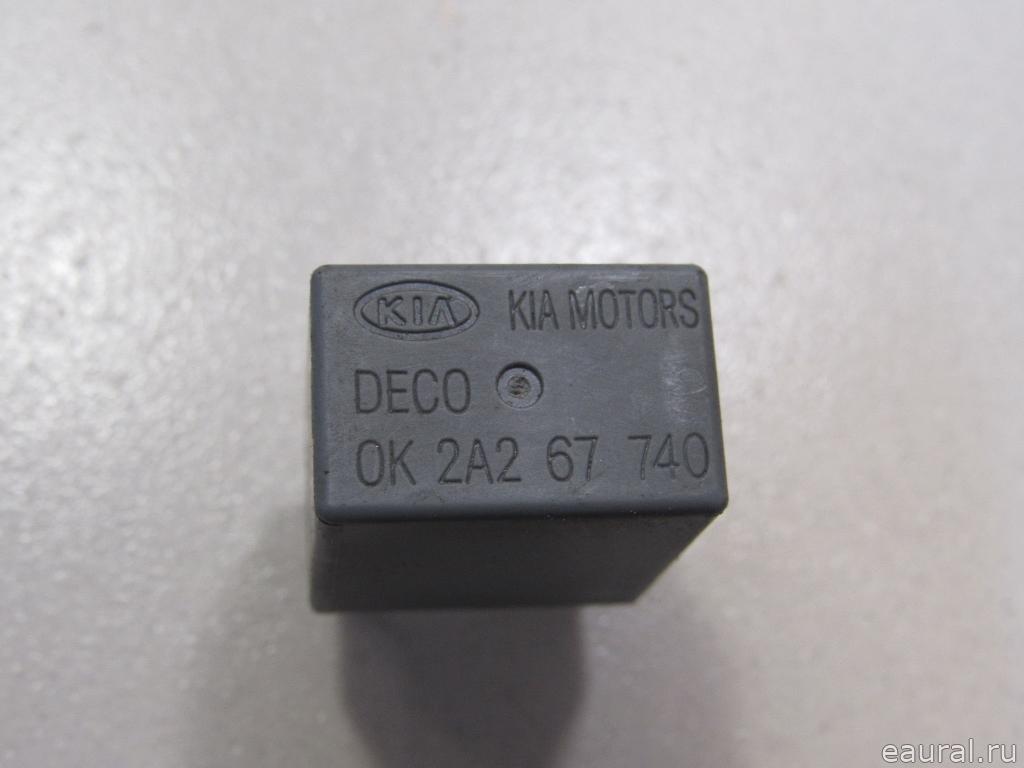 KIA KIA MOTORS
DECO
0K 2A2 67 740
eaural.ru